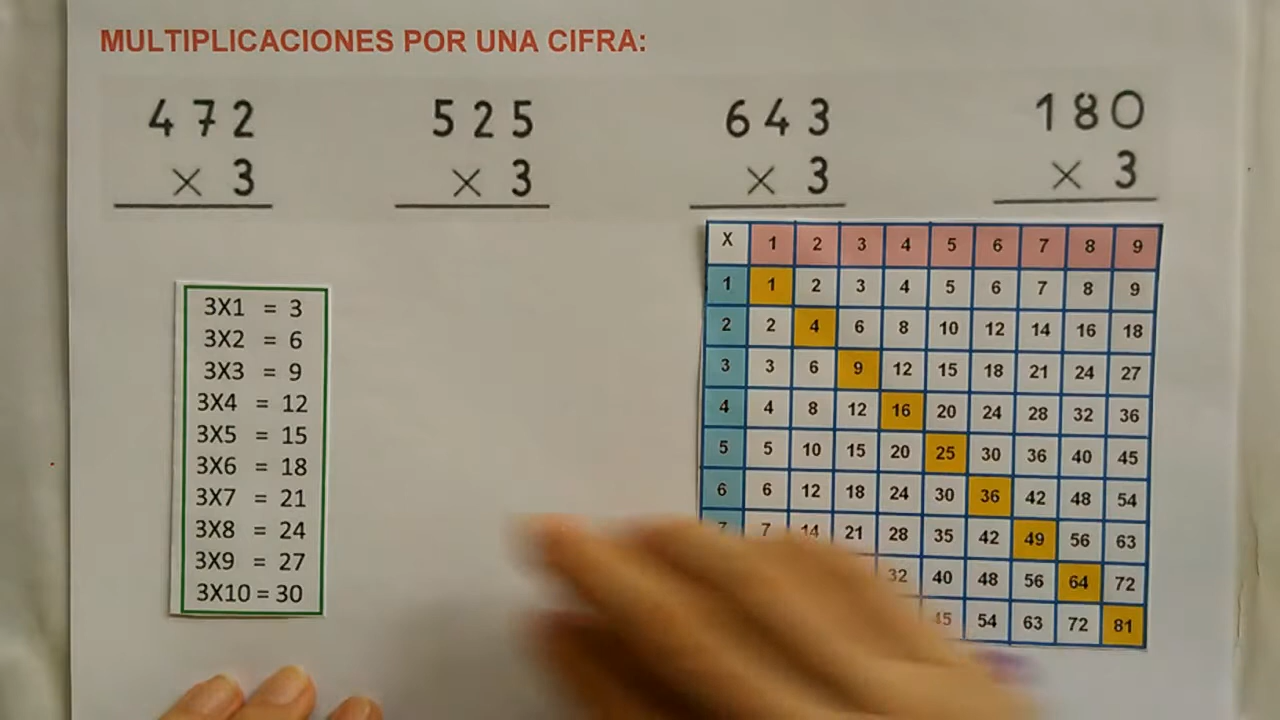 MULTIPLICACIONES POR UNA CIFRA:
472 525 643 180
× 3 × 3 × 3 × 3
3X1 = 3
3X2 = 6
3X3 = 9
3X4 = 12
3X5 = 15
3X6 = 18
3X7 = 21
3X8 = 24
3X9 = 27
3X10 = 30
X 1 2 3 4 5 6 7 8 9
1 1 2 3 4 5 6 7 8 9
2 2 4 6 8 10 12 14 16 18
3 3 6 9 12 15 18 21 24 27
4 4 8 12 16 20 24 28 32 36
5 5 10 15 20 25 30 36 40 45
6 6 12 18 24 30 36 42 48 54
7 7 14 21 28 35 42 49 56 63
32 40 48 56 64 72
45 54 63 72 81